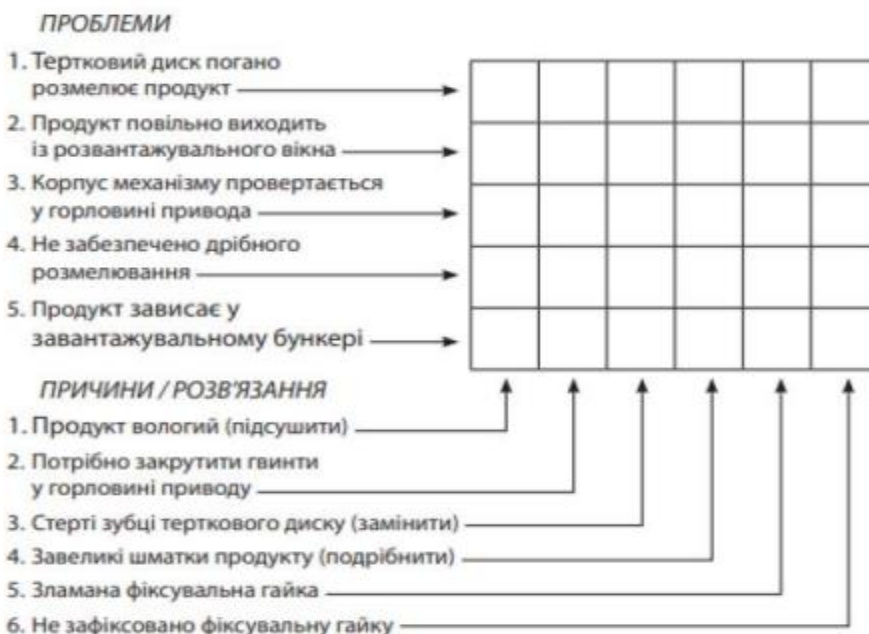 ПРОБЛЕМИ
1. Тертковий диск погано
розмелює продукт
2. Продукт повільно виходить
із розвантажувального вікна
3. Корпус механізму провертається
у горловині привода
4. Не забезпечено дрібного
розмелювання
5. Продукт зависає у
завантажувальному бункері
ПРИЧИНИ / РОЗВ'ЯЗАННЯ
1. Продукт вологий (підсушити)
2. Потрібно закрутити гвинти
у горловині приводу
3. Стерті зубці терткового диску (замінити)
4. Завеликі шматки продукту (подрібнити)
5. Зламана фіксувальна гайка
6. Не зафіксовано фіксувальну гайку